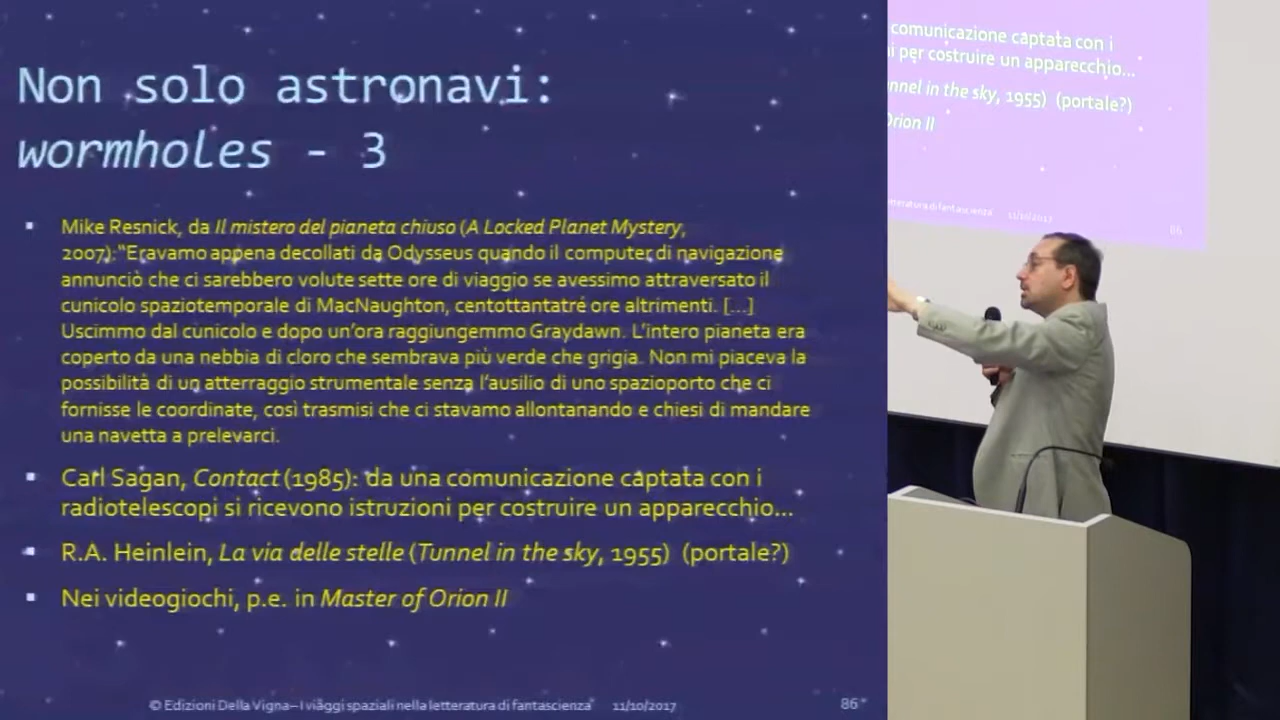 Non solo astronavi:
wormholes - 3
▪ Mike Resnick, da Il mistero del pianeta chiuso (A Locked Planet Mystery,
2007):"Eravamo appena decollati da Odysseus quando il computer di navigazione
annunciò che ci sarebbero volute sette ore di viaggio se avessimo attraversato il
cunicolo spaziotemporale di MacNaughton, centottantatré ore altrimenti. [...]
Uscimmo dal cunicolo e dopo un'ora raggiungemmo Graydawn. L'intero pianeta era
coperto da una nebbia di cloro che sembrava più verde che grigia. Non mi piaceva la
possibilità di un atterraggio strumentale senza l'ausilio di uno spazioporto che ci
fornisse le coordinate, così trasmisi che ci stavamo allontanando e chiesi di mandare
una navetta a prelevarci.
▪ Carl Sagan, Contact (1985): da una comunicazione captata con i
radiotelescopi si ricevono istruzioni per costruire un apparecchio...
▪ R.A. Heinlein, La via delle stelle (Tunnel in the sky, 1955) (portale?)
▪ Nei videogiochi, p.e. in Master of Orion II
© Edizioni Della Vigna – I viaggi spaziali nella letteratura di fantascienza 11/10/2017 86
comunicazione captata con i
ni per costruire un apparecchio...
nnel in the sky, 1955) (portale?)
Orion II
letteratura di fantascienza 11/10/2017 86